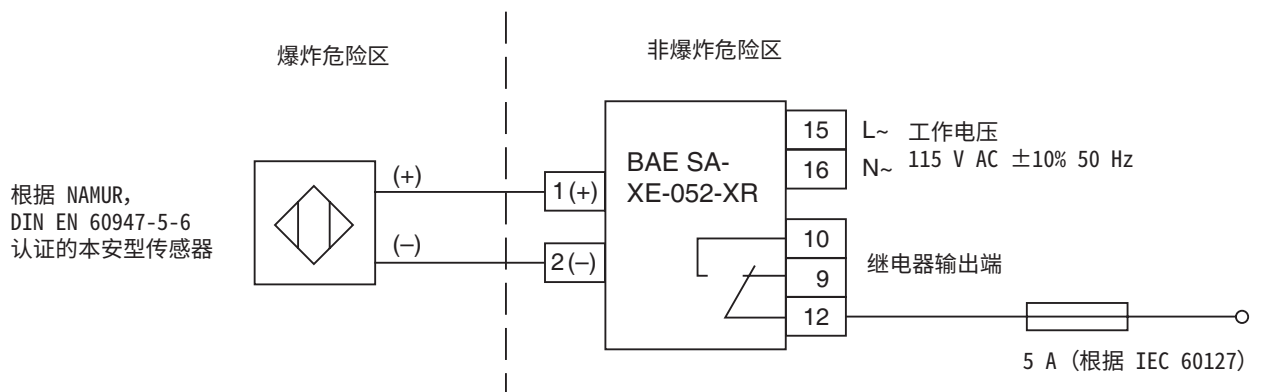 爆炸危险区
非爆炸危险区
根据 NAMUR,
DIN EN 60947-5-6
认证的本安型传感器
(+)
(–)
1(+)
2(–)
BAE SA-
XE-052-XR
15
16
L~
N~
工作电压
115 V AC ±10% 50 Hz
10
9
12
继电器输出端
5 A (根据 IEC 60127)